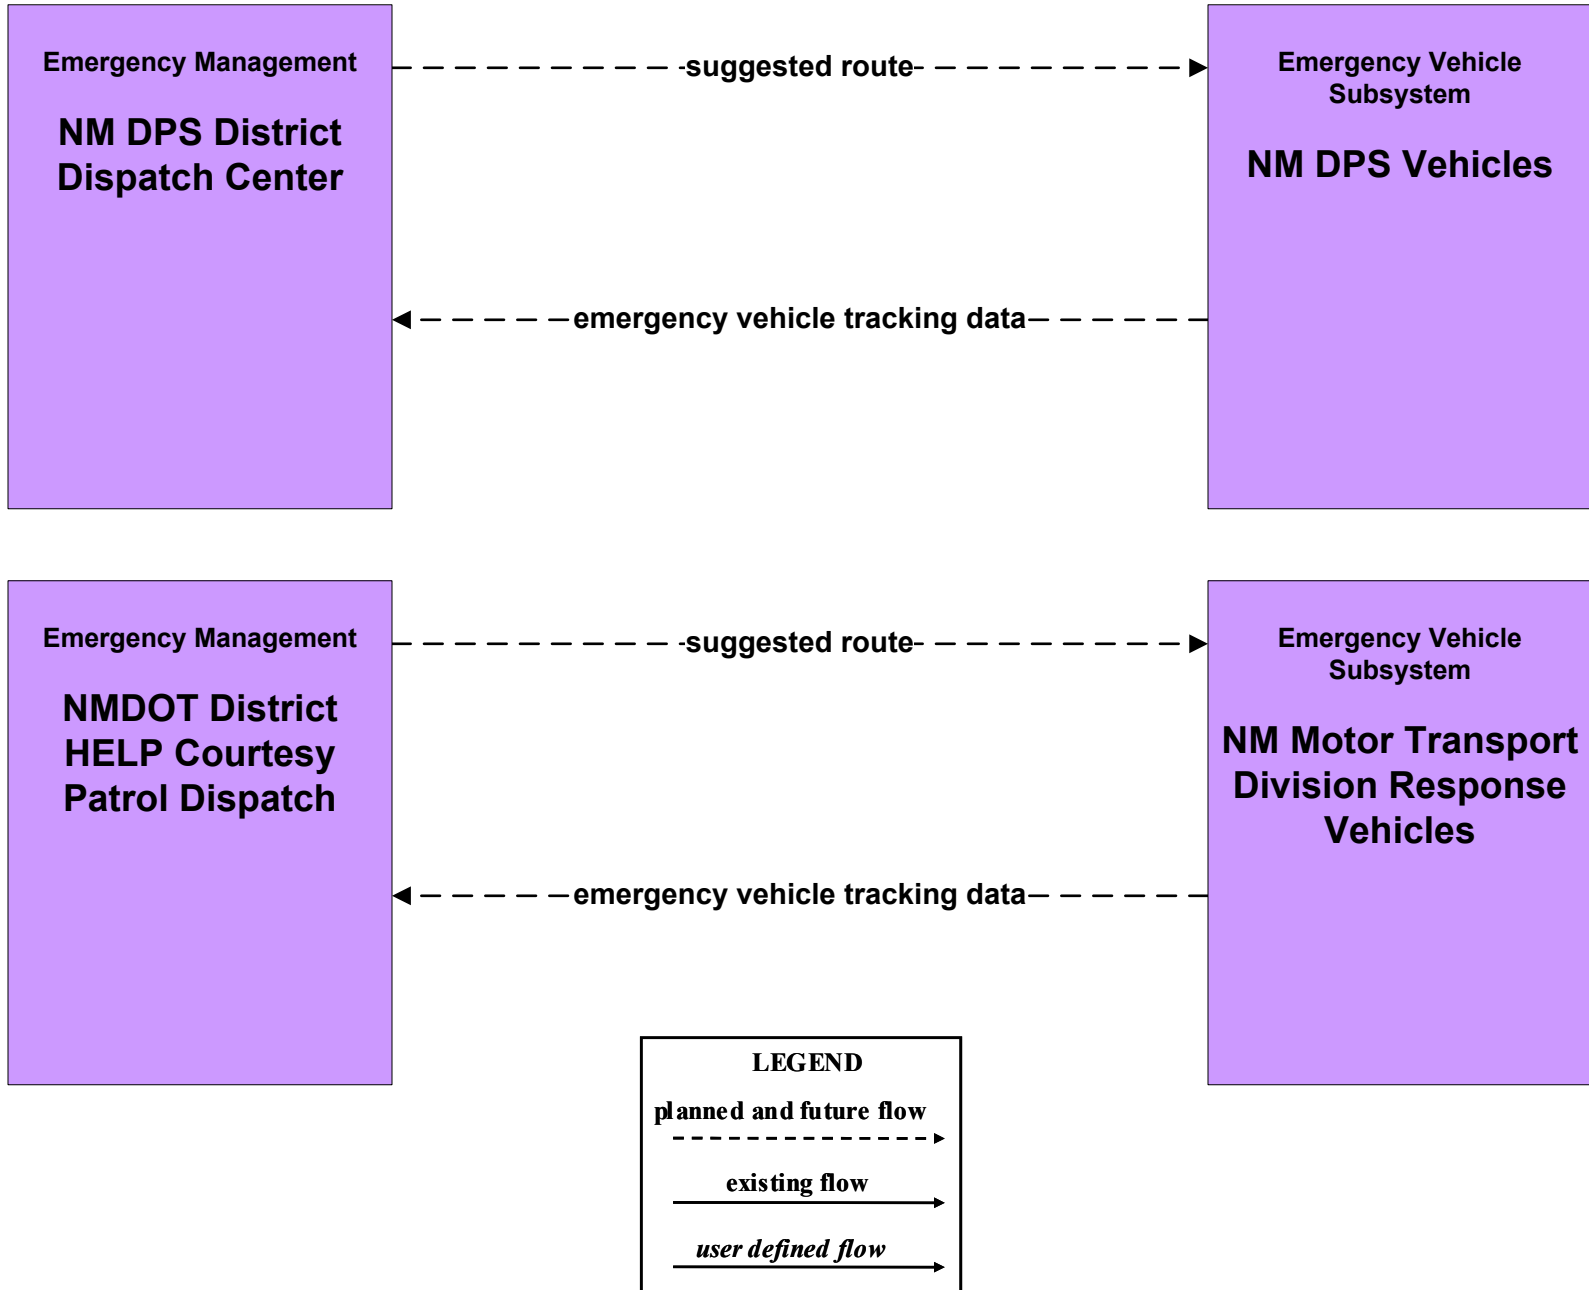 Emergency Management
NM DPS District
Dispatch Center
suggested route
emergency vehicle tracking data
Emergency Vehicle
Subsystem
NM DPS Vehicles
Emergency Management
NMDOT District
HELP Courtesy
Patrol Dispatch
suggested route
emergency vehicle tracking data
Emergency Vehicle
Subsystem
NM Motor Transport
Division Response
Vehicles
LEGEND
planned and future flow
existing flow
user defined flow